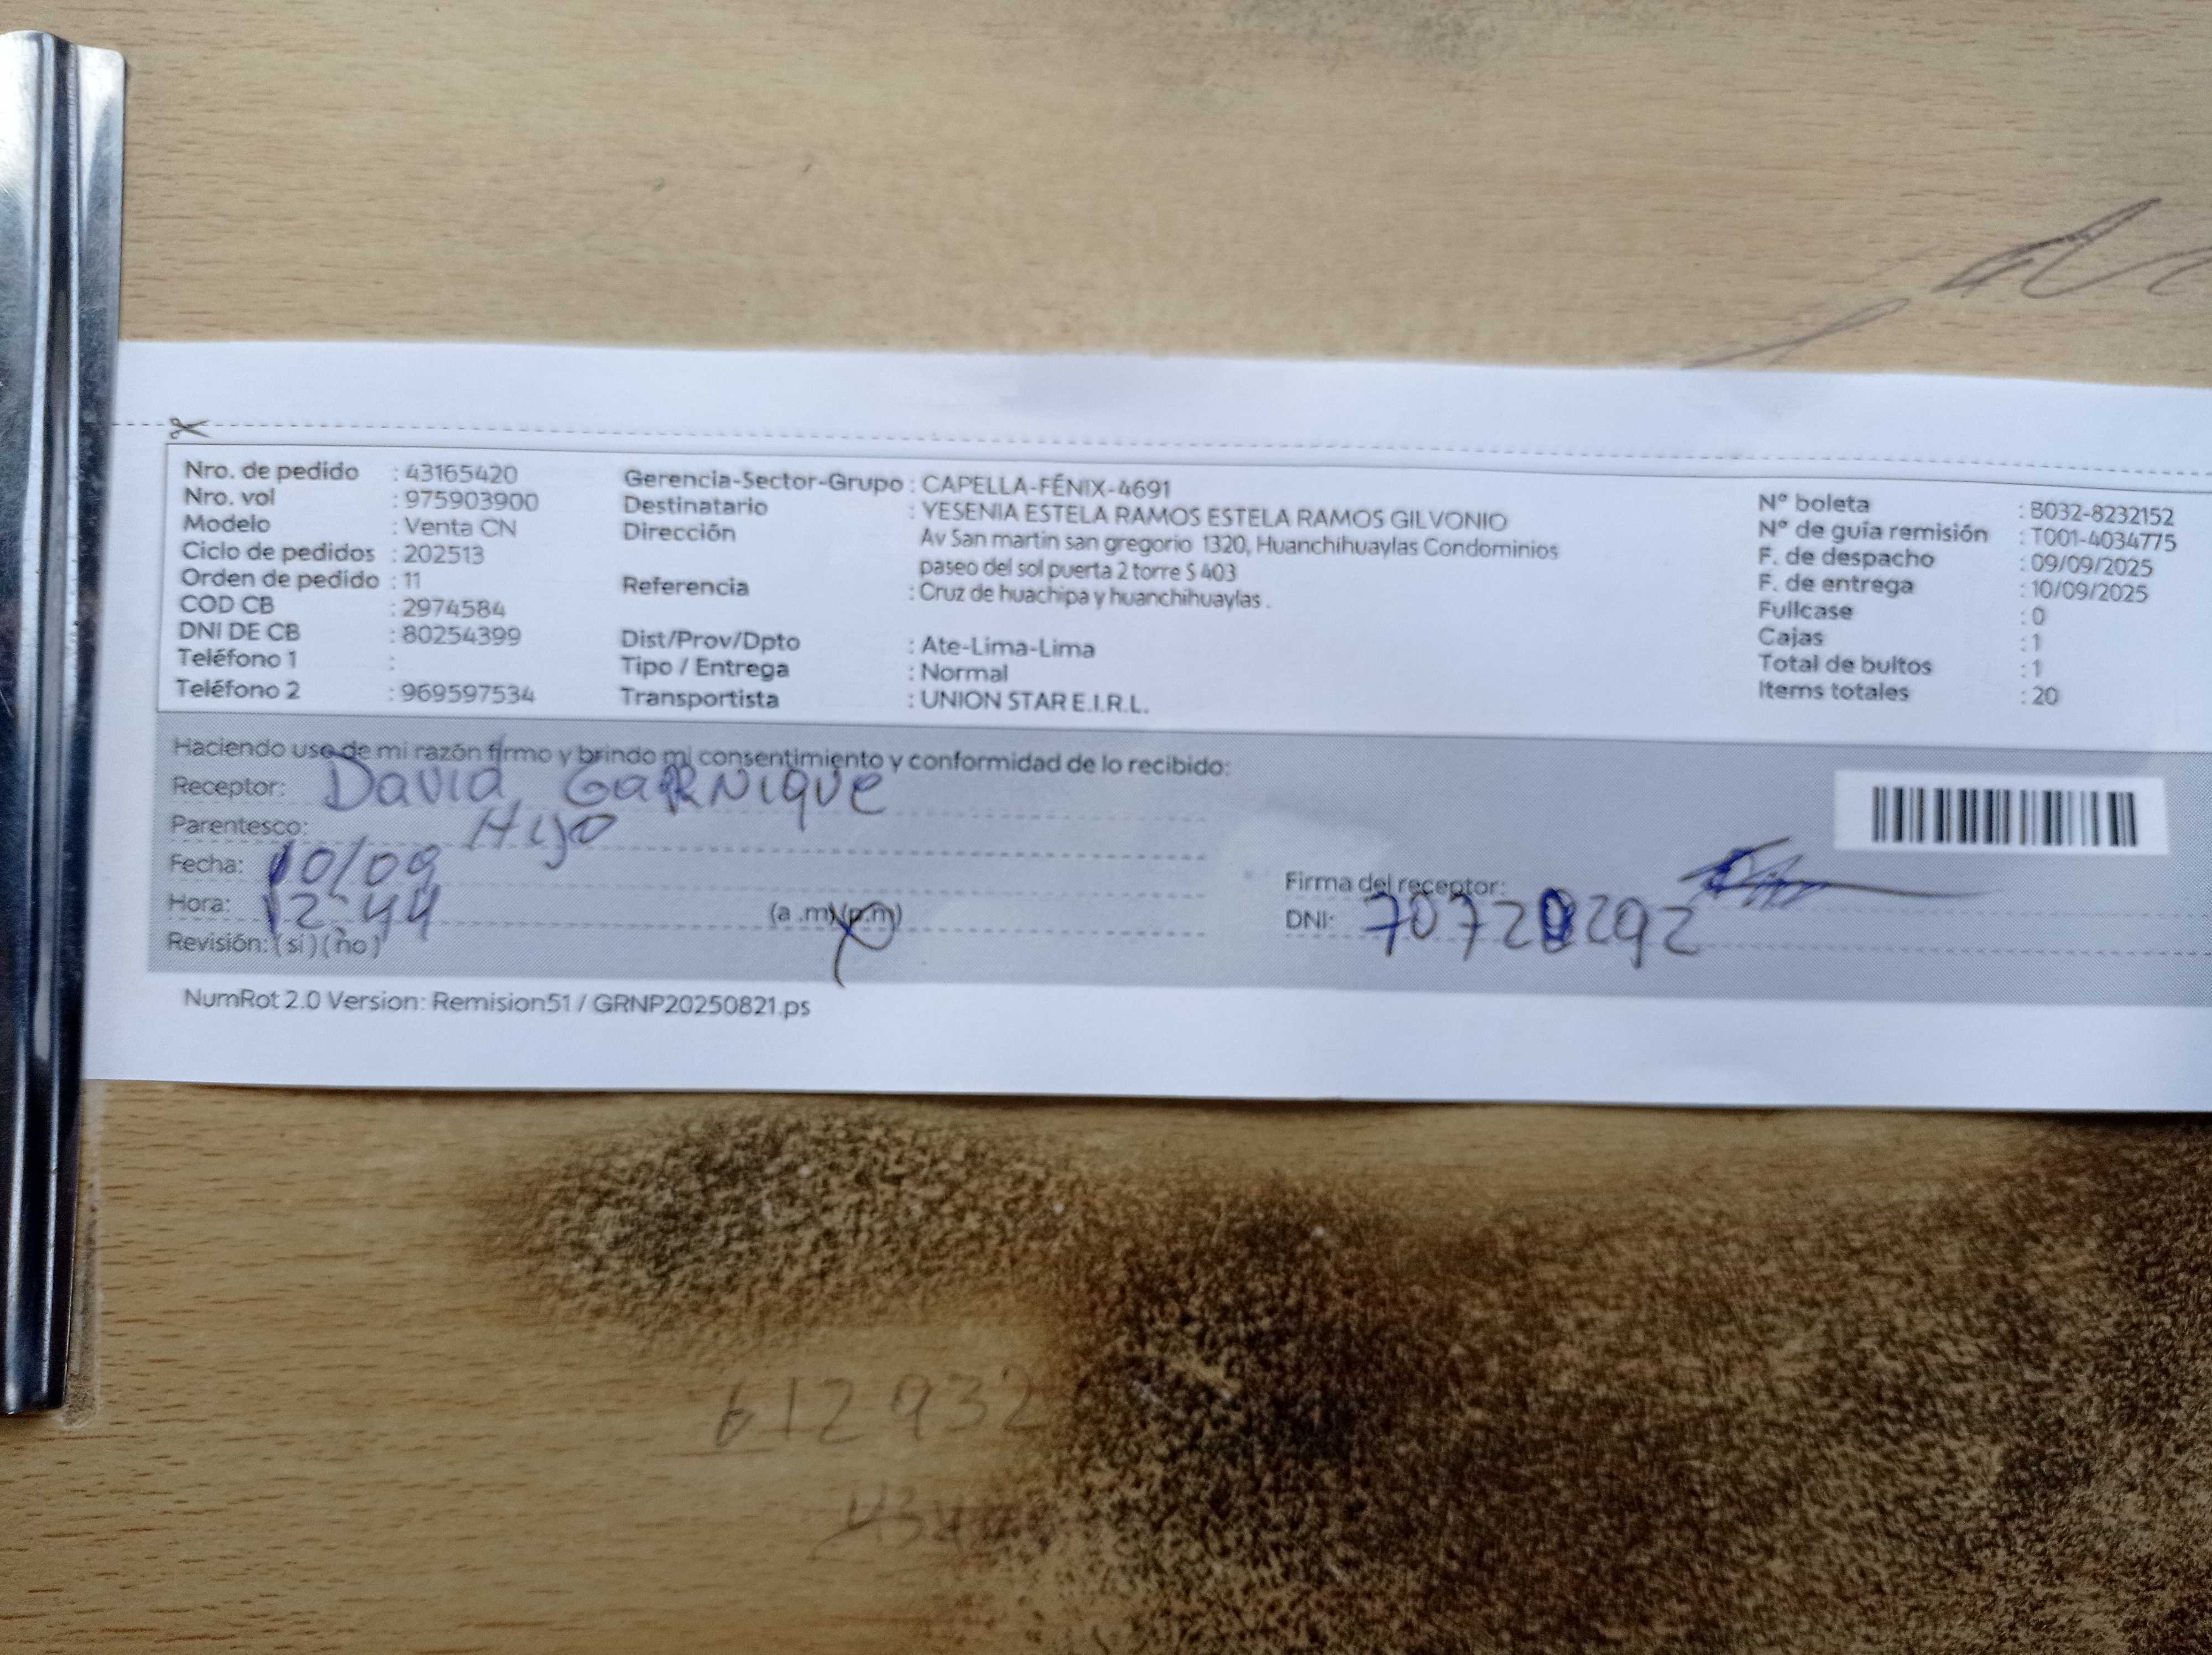 Nro. de pedido : 43165420
Nro. vol : 975903900
Modelo : Venta CN
Ciclo de pedidos : 202513
Orden de pedido : 11
COD CB : 2974584
DNI DE CB : 80254399
Teléfono 1 :
Teléfono 2 : 969597534
Gerencia-Sector-Grupo : CAPELLA-FÉNIX-4691
Destinatario : YESENIA ESTELA RAMOS ESTELA RAMOS GILVONIO
Dirección Av San martin san gregorio 1320, Huanchihuaylas Condominios
paseo del sol puerta 2 torre S 403
Referencia : Cruz de huachipa y huanchihuaylas .
Dist/Prov/Dpto : Ate-Lima-Lima
Tipo / Entrega : Normal
Transportista : UNION STAR E.I.R.L.
N° boleta : B032-8232152
N° de guía remisión : T001-4034775
F. de despacho : 09/09/2025
F. de entrega : 10/09/2025
Fullcase : 0
Cajas : 1
Total de bultos : 1
Items totales : 20
Haciendo uso de mi razón firmo y brindo mi consentimiento y conformidad de lo recibido:
Receptor: David GaRNique
Parentesco: Hijo
Fecha: 10/09
Hora: 12:44 (a .m) (p.m)
Revisión: (si) (no)
Firma del receptor:
DNI: 70720292
NumRot 2.0 Version: Remision51 / GRNP20250821.ps
612932